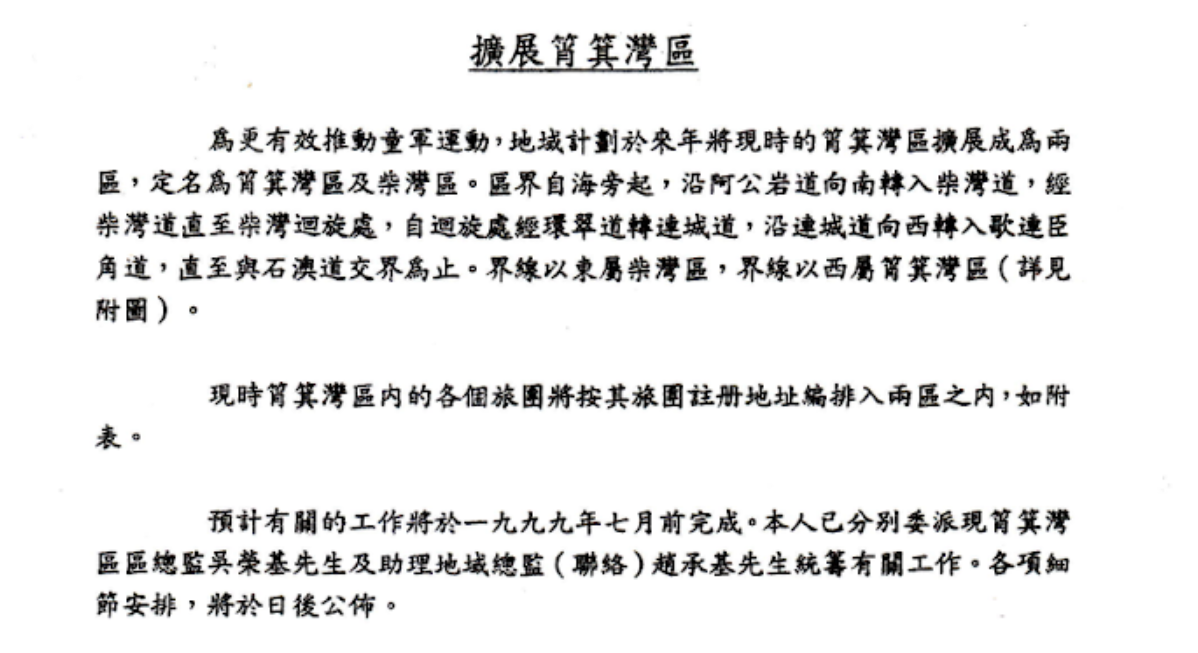 擴展筲箕灣區
為更有效推動童軍運動，地域計劃於來年將現時的筲箕灣區擴展成為兩
區，定名為筲箕灣區及柴灣區。區界自海旁起，沿阿公岩道向南轉入柴灣道，經
柴灣道直至柴灣迴旋處，自迴旋處經環翠道轉連城道，沿連城道向西轉入歌連臣
角道，直至與石澳道交界為止。界線以東屬柴灣區，界線以西屬筲箕灣區（詳見
附圖）。
現時筲箕灣區內的各個旅團將按其旅團註册地址編排入兩區之內，如附
表。
預計有關的工作將於一九九九年七月前完成。本人已分別委派現筲箕灣
區區總監吳榮基先生及助理地域總監（聯絡）趙承基先生統籌有關工作。各項細
節安排，將於日後公佈。